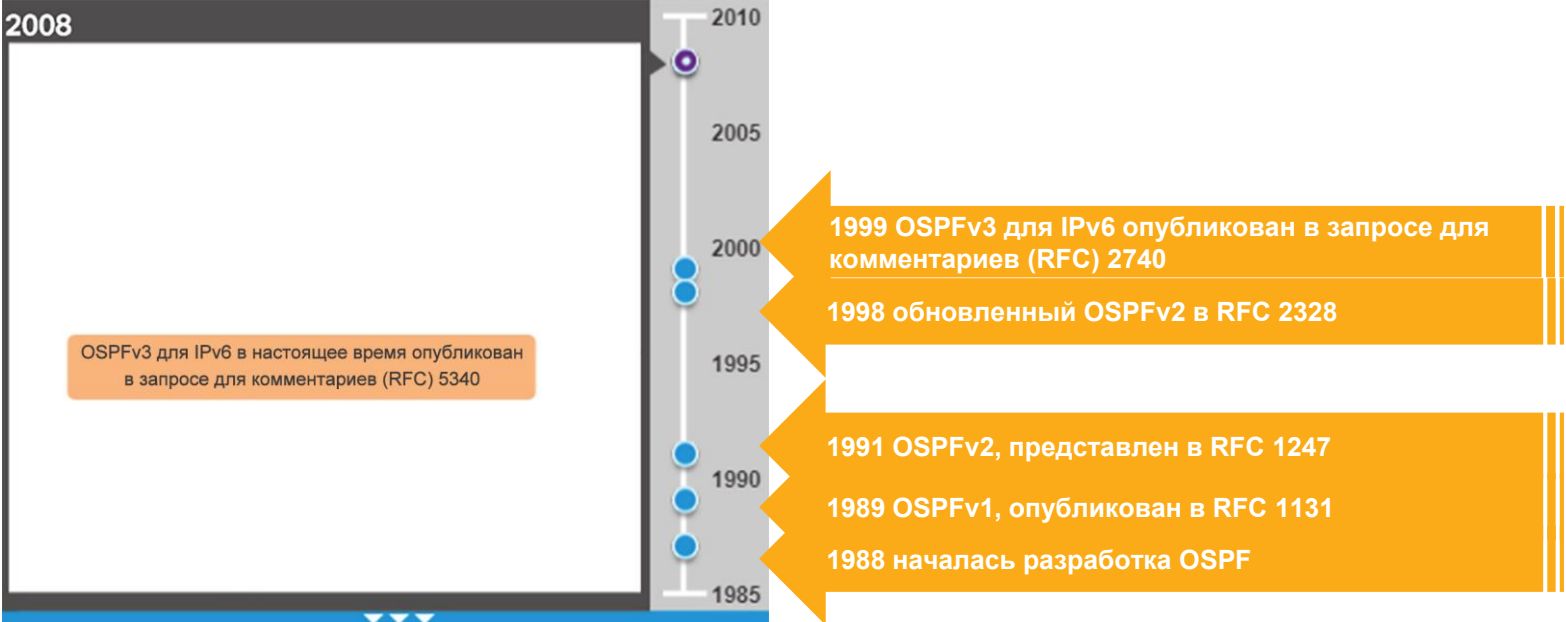 2008
OSPFv3 для IPv6 в настоящее время опубликован
в запросе для комментариев (RFC) 5340
2010
2005
2000
1995
1990
1985
1999 OSPFv3 для IPv6 опубликован в запросе для
комментариев (RFC) 2740
1998 обновленный OSPFv2 в RFC 2328
1991 OSPFv2, представлен в RFC 1247
1989 OSPFv1, опубликован в RFC 1131
1988 началась разработка OSPF